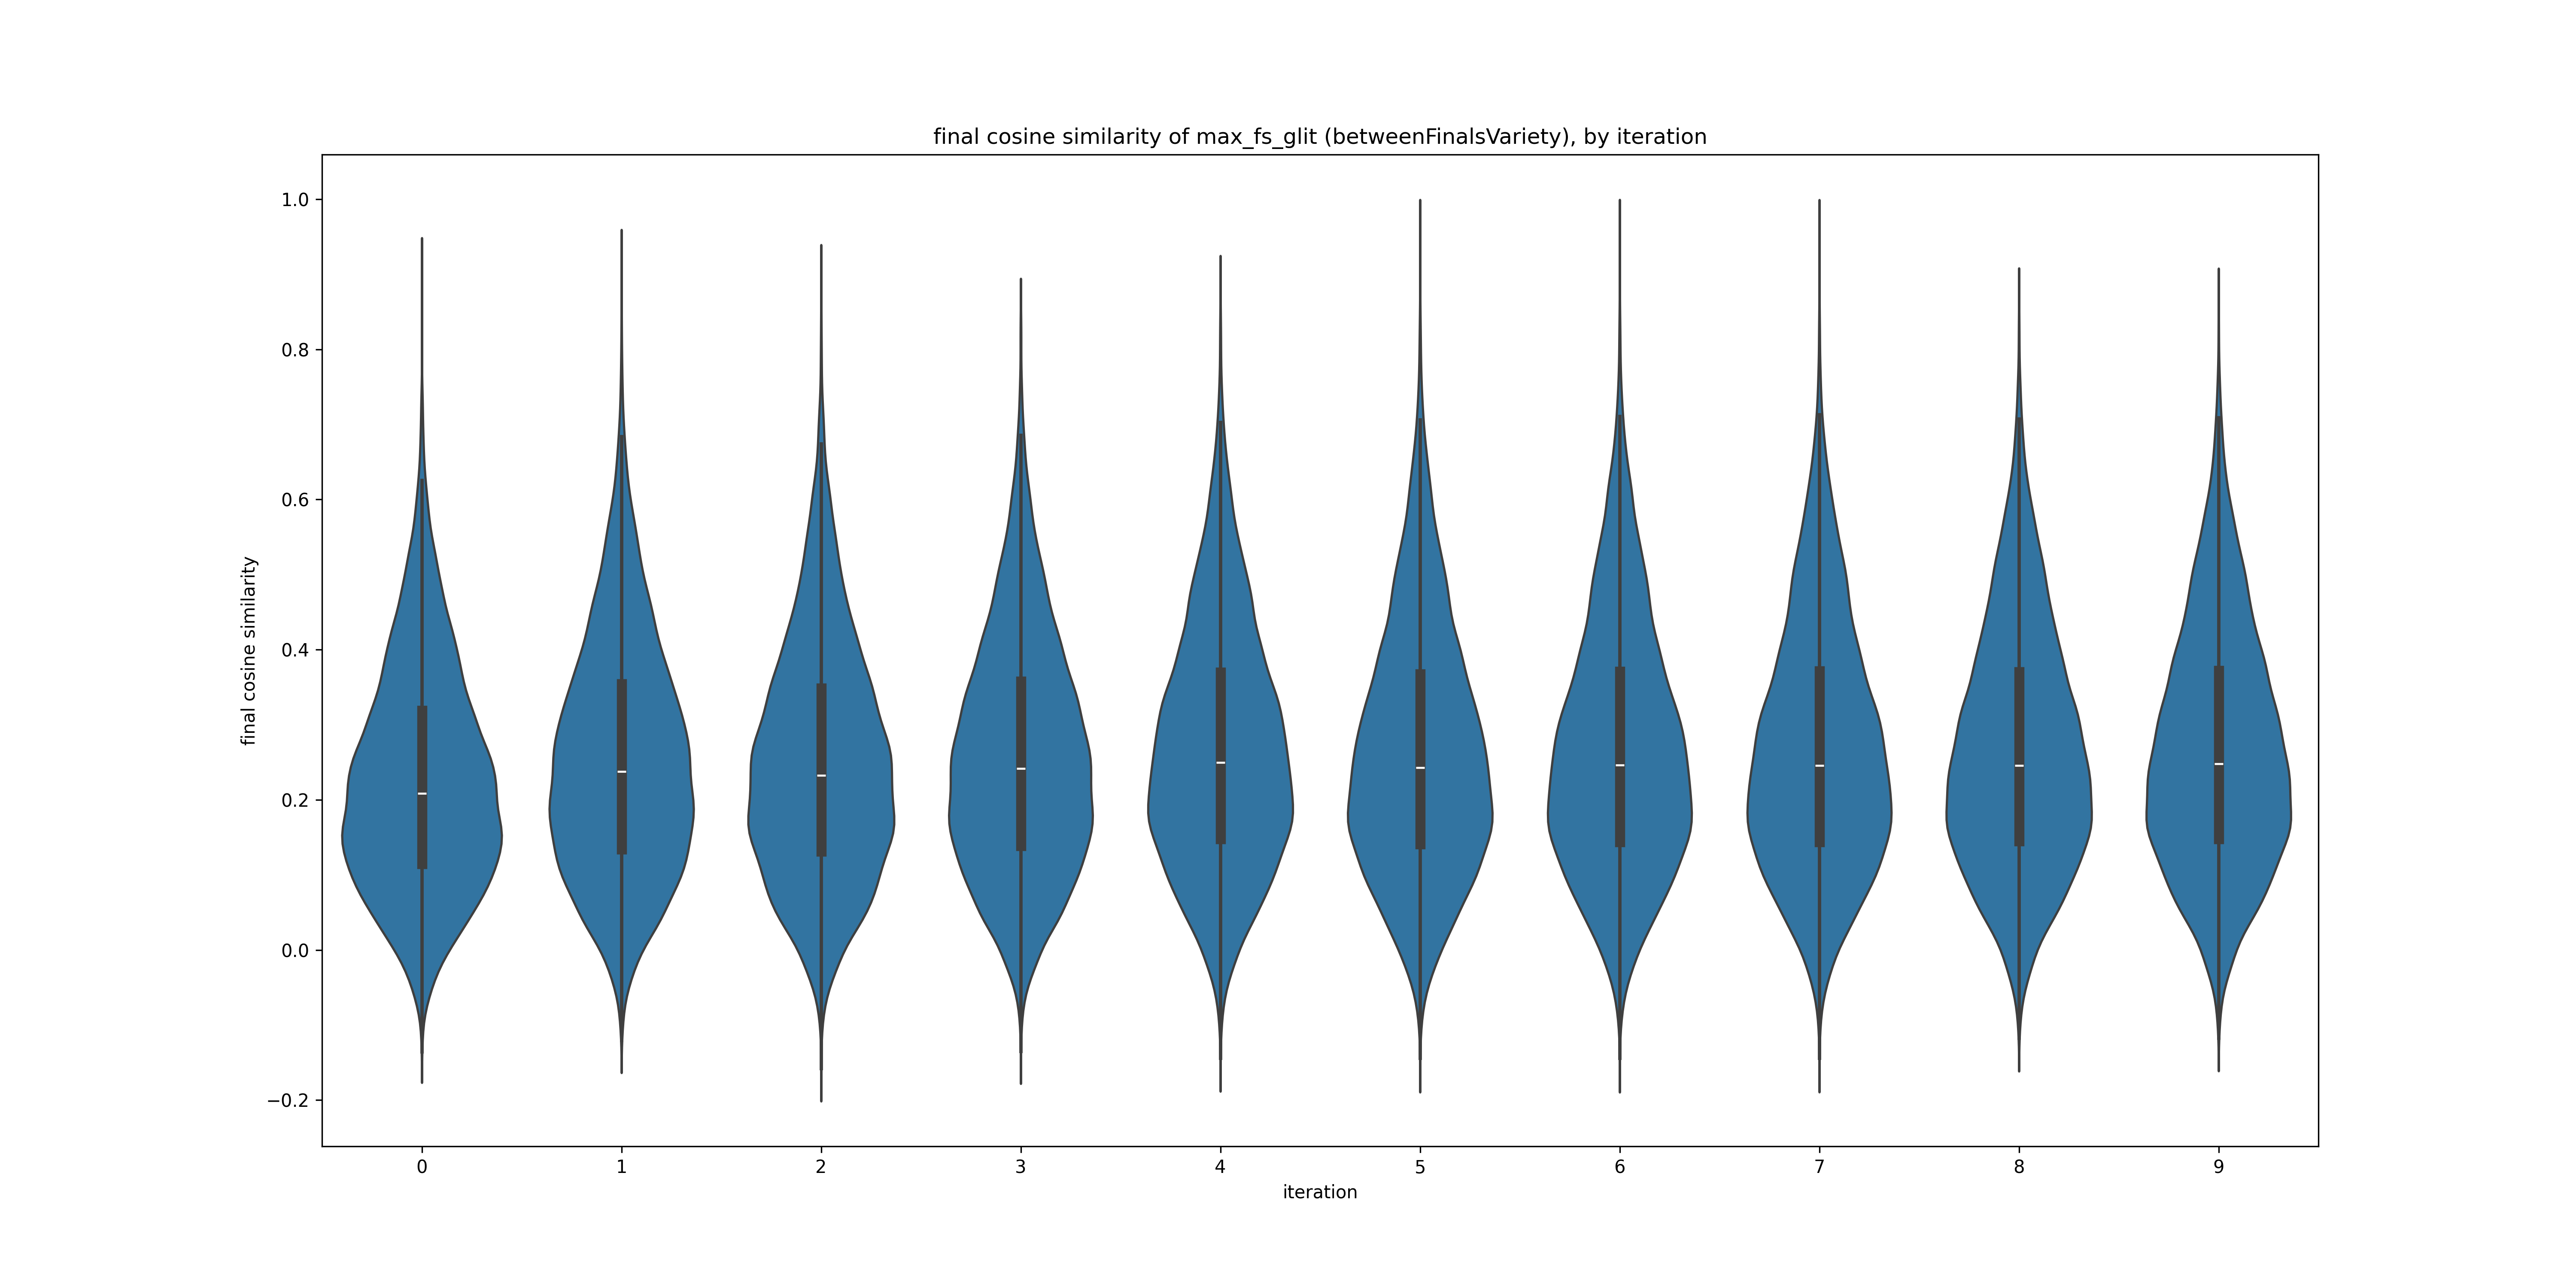 final cosine similarity of max_fs_glit (betweenFinalsVariety), by iteration
1.0
0.8
0.6
0.4
0.2
0.0
−0.2
final cosine similarity
0 1 2 3 4 5 6 7 8 9
iteration